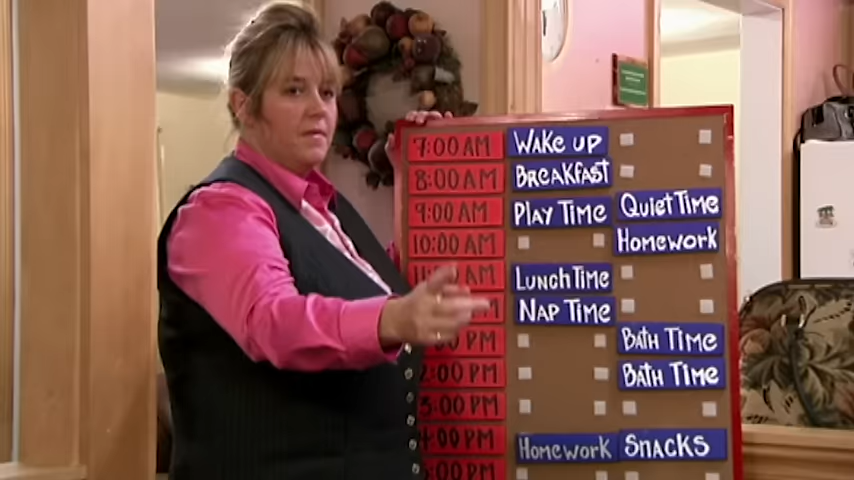 7:00 AM WAKE UP
8:00 AM BREAKFAST
9:00 AM PLAY TIME QUIET TIME
10:00 AM HOMEWORK
AM LUNCH TIME
NAP TIME
PM BATH TIME
2:00 PM BATH TIME
3:00 PM
4:00 PM HOMEWORK SNACKS
PM